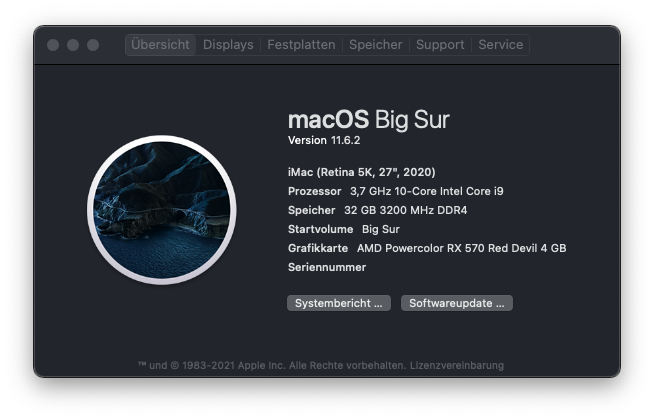 Übersicht Displays Festplatten Speicher Support Service
macOS Big Sur
Version 11.6.2
iMac (Retina 5K, 27", 2020)
Prozessor 3,7 GHz 10-Core Intel Core i9
Speicher 32 GB 3200 MHz DDR4
Startvolume Big Sur
Grafikkarte AMD Powercolor RX 570 Red Devil 4 GB
Seriennummer
Systembericht ... Softwareupdate ...
™ und © 1983-2021 Apple Inc. Alle Rechte vorbehalten. Lizenzvereinbarung